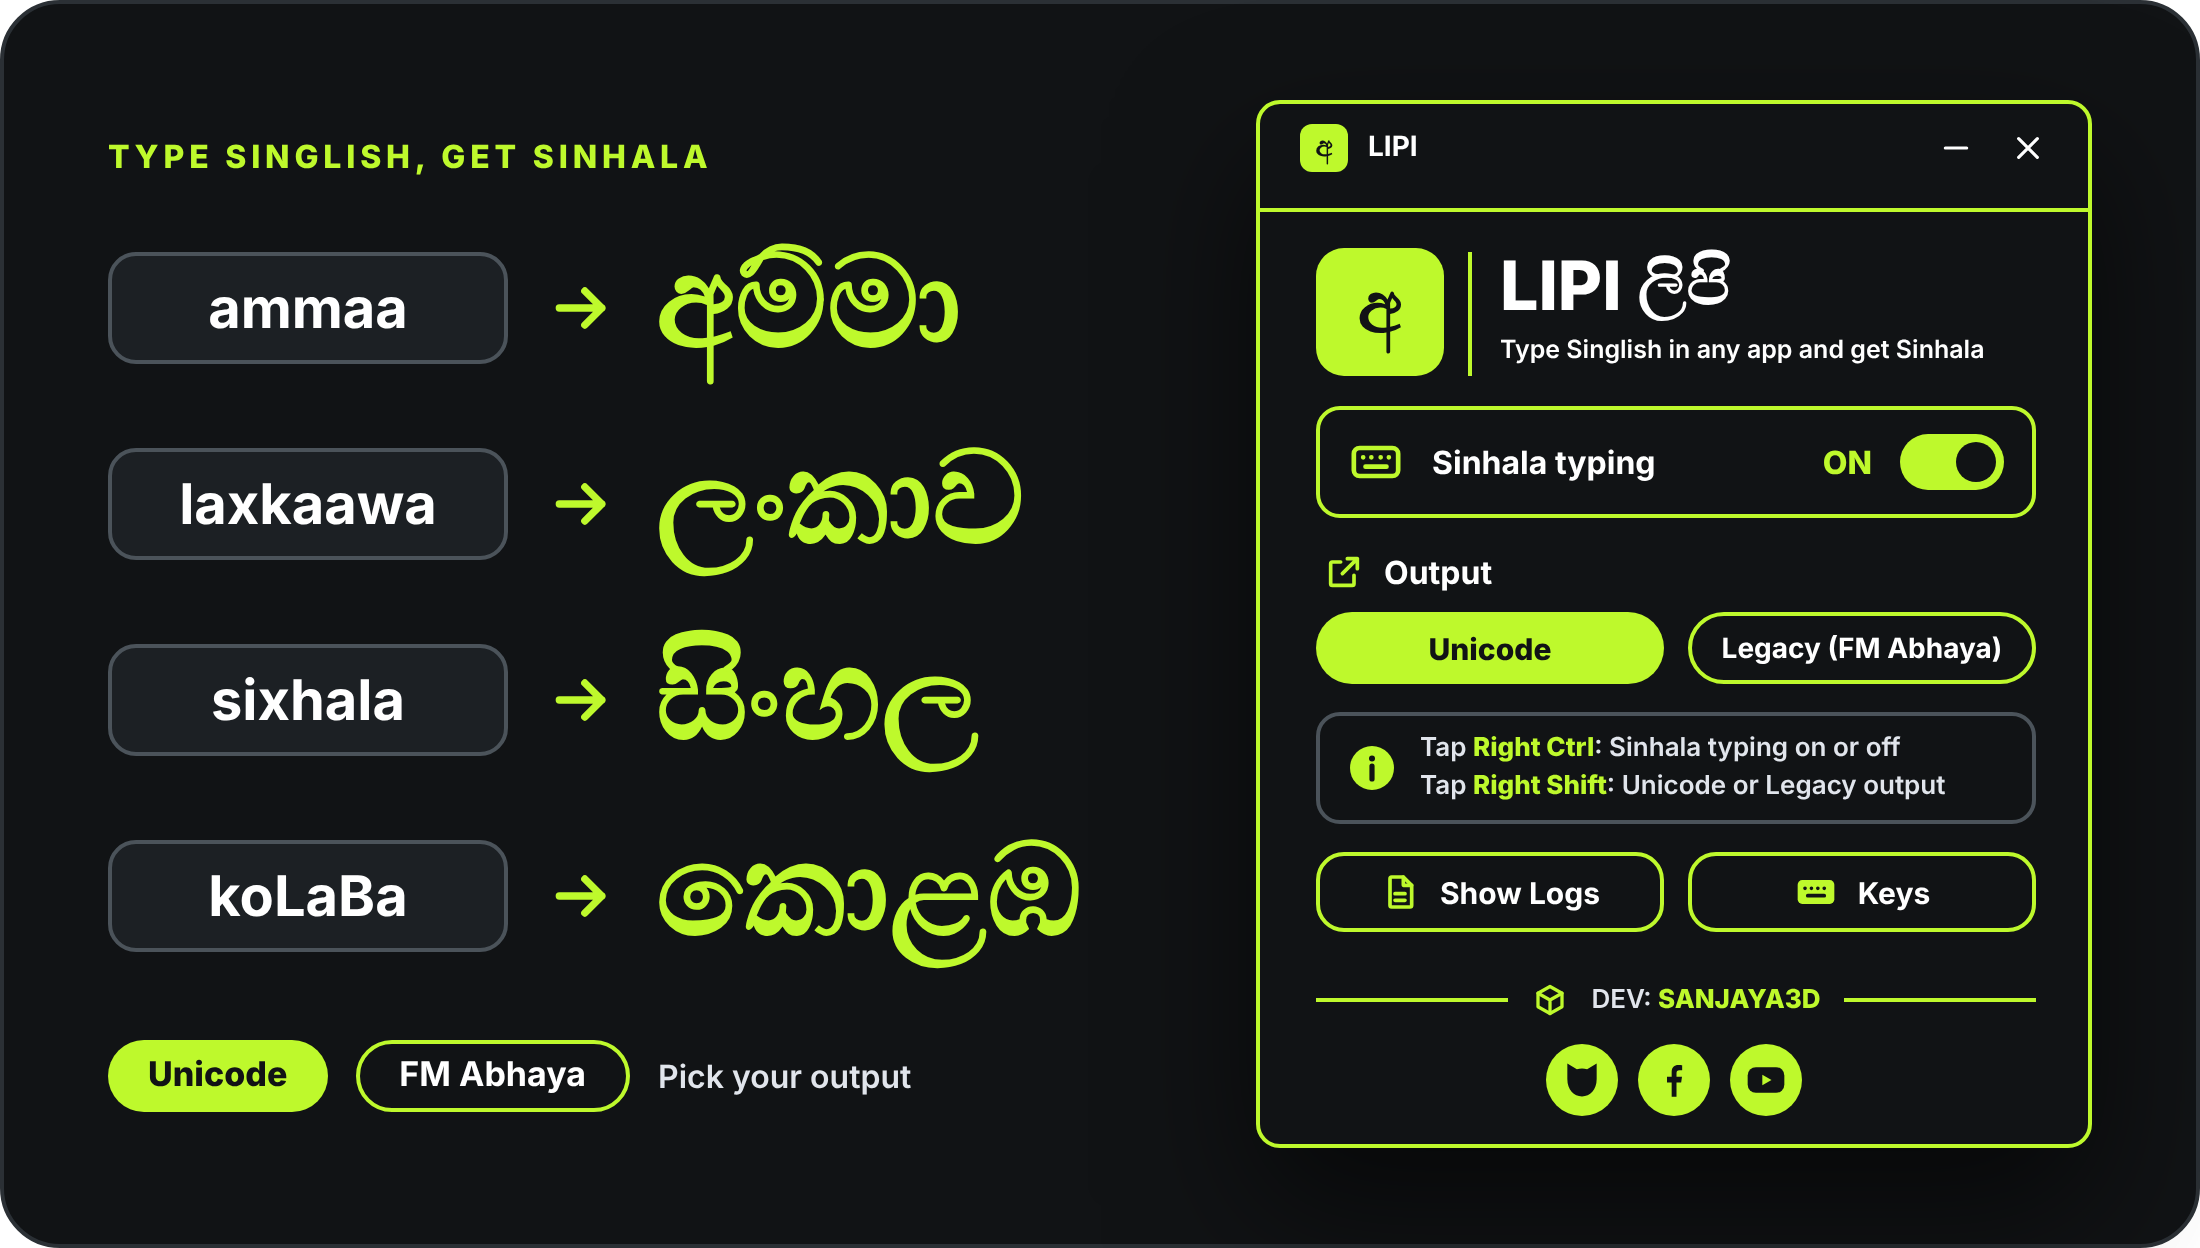 TYPE SINGLISH, GET SINHALA
ammaa → අම්මා
laxkaawa → ලංකාව
sixhala → සිංහල
koLaBa → කොළඹ
Unicode FM Abhaya Pick your output
අ LIPI
අ
LIPI ලිපි
Type Singlish in any app and get Sinhala
Sinhala typing ON
Output
Unicode Legacy (FM Abhaya)
Tap Right Ctrl: Sinhala typing on or off
Tap Right Shift: Unicode or Legacy output
Show Logs Keys
DEV: SANJAYA3D